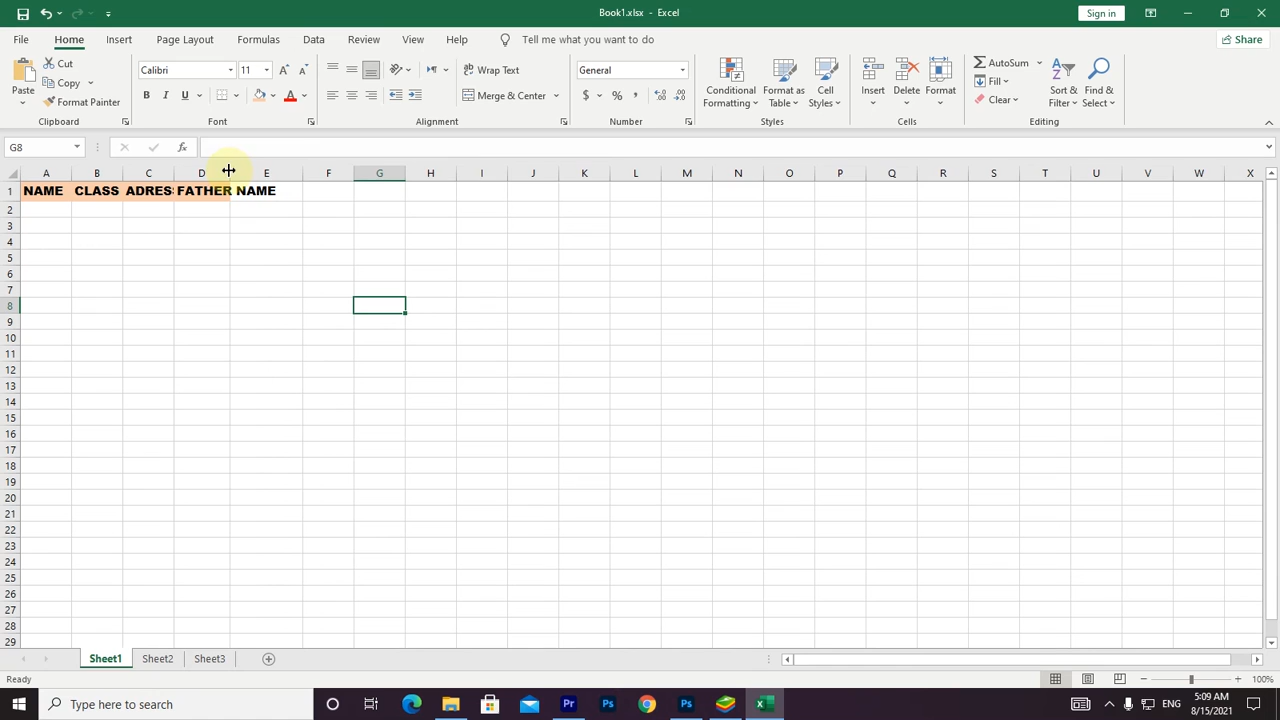 Book1.xlsx - Excel
Sign in
File Home Insert Page Layout Formulas Data Review View Help Tell me what you want to do Share
Paste Cut Copy Format Painter Clipboard
Calibri 11 A A B I U A Font
Wrap Text Merge & Center Alignment
General $ % , Number
Conditional Formatting Format as Table Cell Styles Styles
Insert Delete Format Cells
AutoSum Fill Clear Sort & Filter Find & Select Editing
G8 fx
A B C D E F G H I J K L M N O P Q R S T U V W X
1 NAME CLASS ADRES FATHER NAME
2
3
4
5
6
7
8
9
10
11
12
13
14
15
16
17
18
19
20
21
22
23
24
25
26
27
28
29
Sheet1 Sheet2 Sheet3
Ready 100%
Type here to search Pr Ps Ps ENG 5:09 AM
8/15/2021